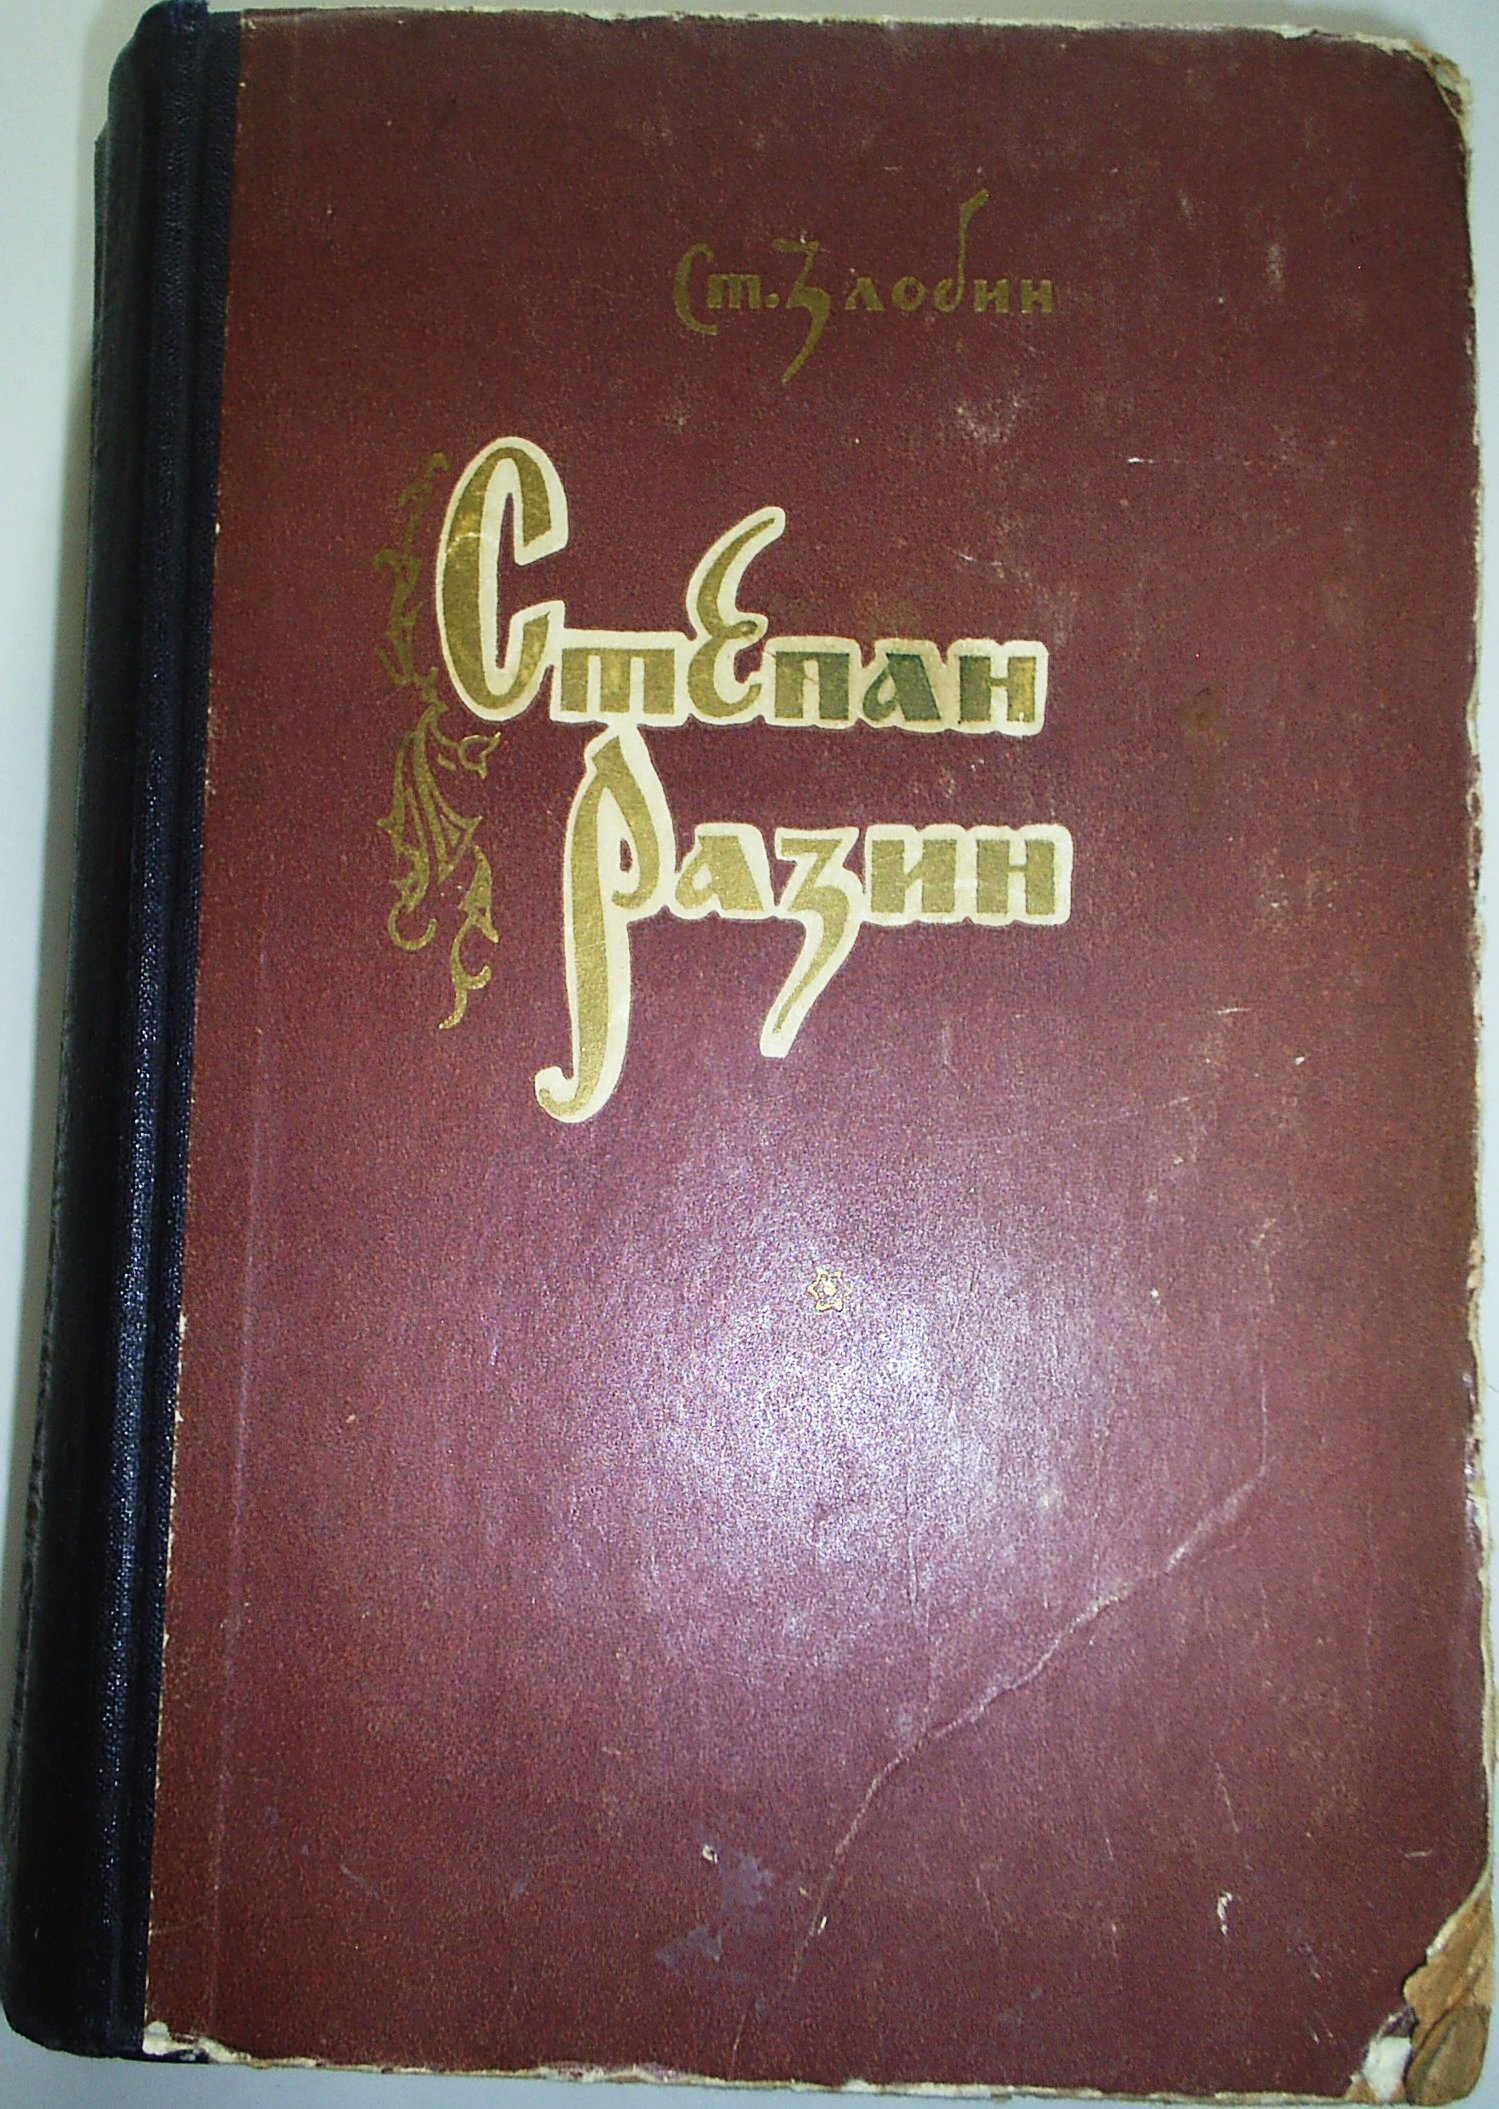 Ст. Злобин
Степан
Разин